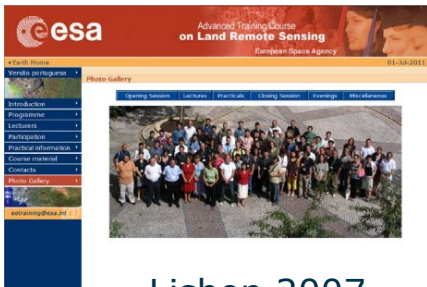 esa
Advanced Training Course
on Land Remote Sensing
European Space Agency
Earth Home
01-Jul-2011
Versão portuguesa
Photo Gallery
Opening Session Lectures Practicals Closing Session Evenings Miscellaneous
Introduction
Programme
Lecturers
Participation
Practical information
Course material
Contacts
Photo Gallery
eotraining@esa.int
Lisbon 2007